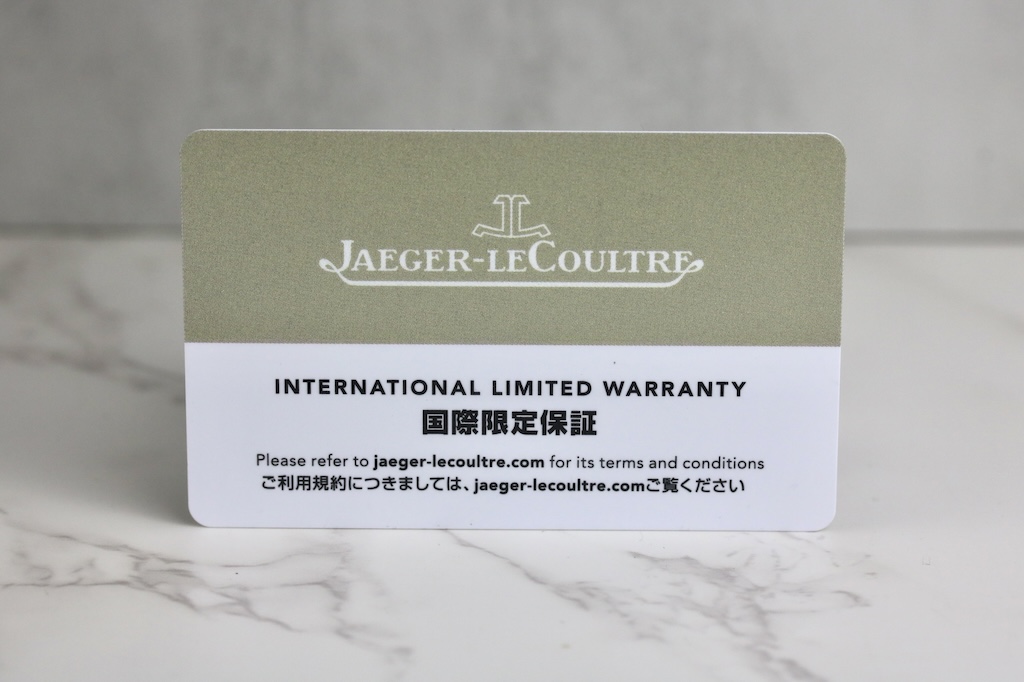 JAEGER-LECOULTRE
INTERNATIONAL LIMITED WARRANTY
国際限定保証
Please refer to jaeger-lecoultre.com for its terms and conditions
ご利用規約につきましては、jaeger-lecoultre.comご覧ください